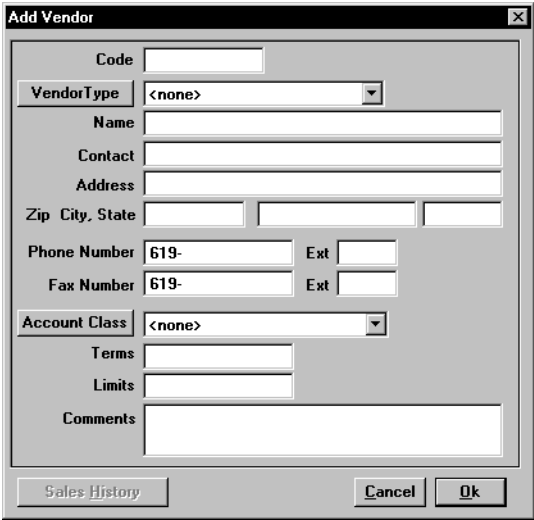 Add Vendor
Code
VendorType <none>
Name
Contact
Address
Zip City, State
Phone Number 619- Ext
Fax Number 619- Ext
Account Class <none>
Terms
Limits
Comments
Sales History Cancel Ok